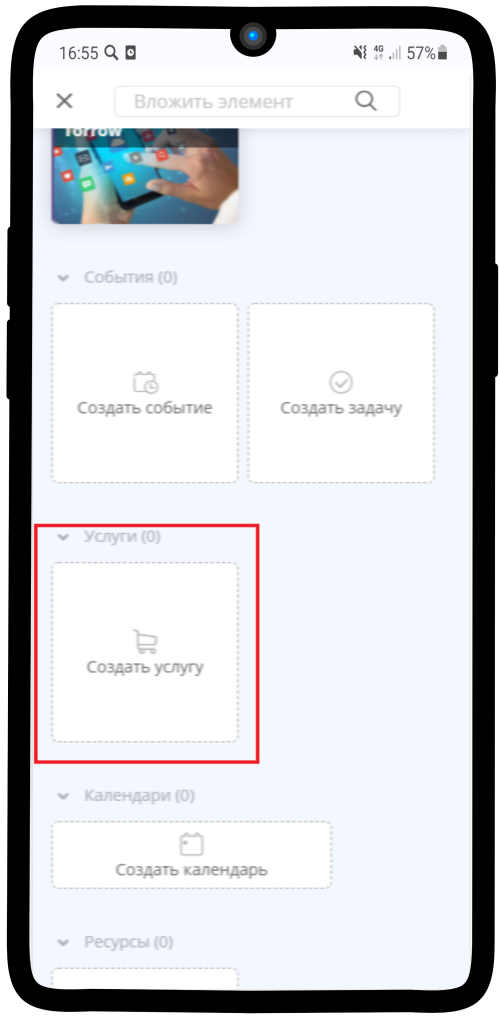 16:55 4G 57%
Вложить элемент
Torrow
События (0)
Создать событие Создать задачу
Услуги (0)
Создать услугу
Календари (0)
Создать календарь
Ресурсы (0)